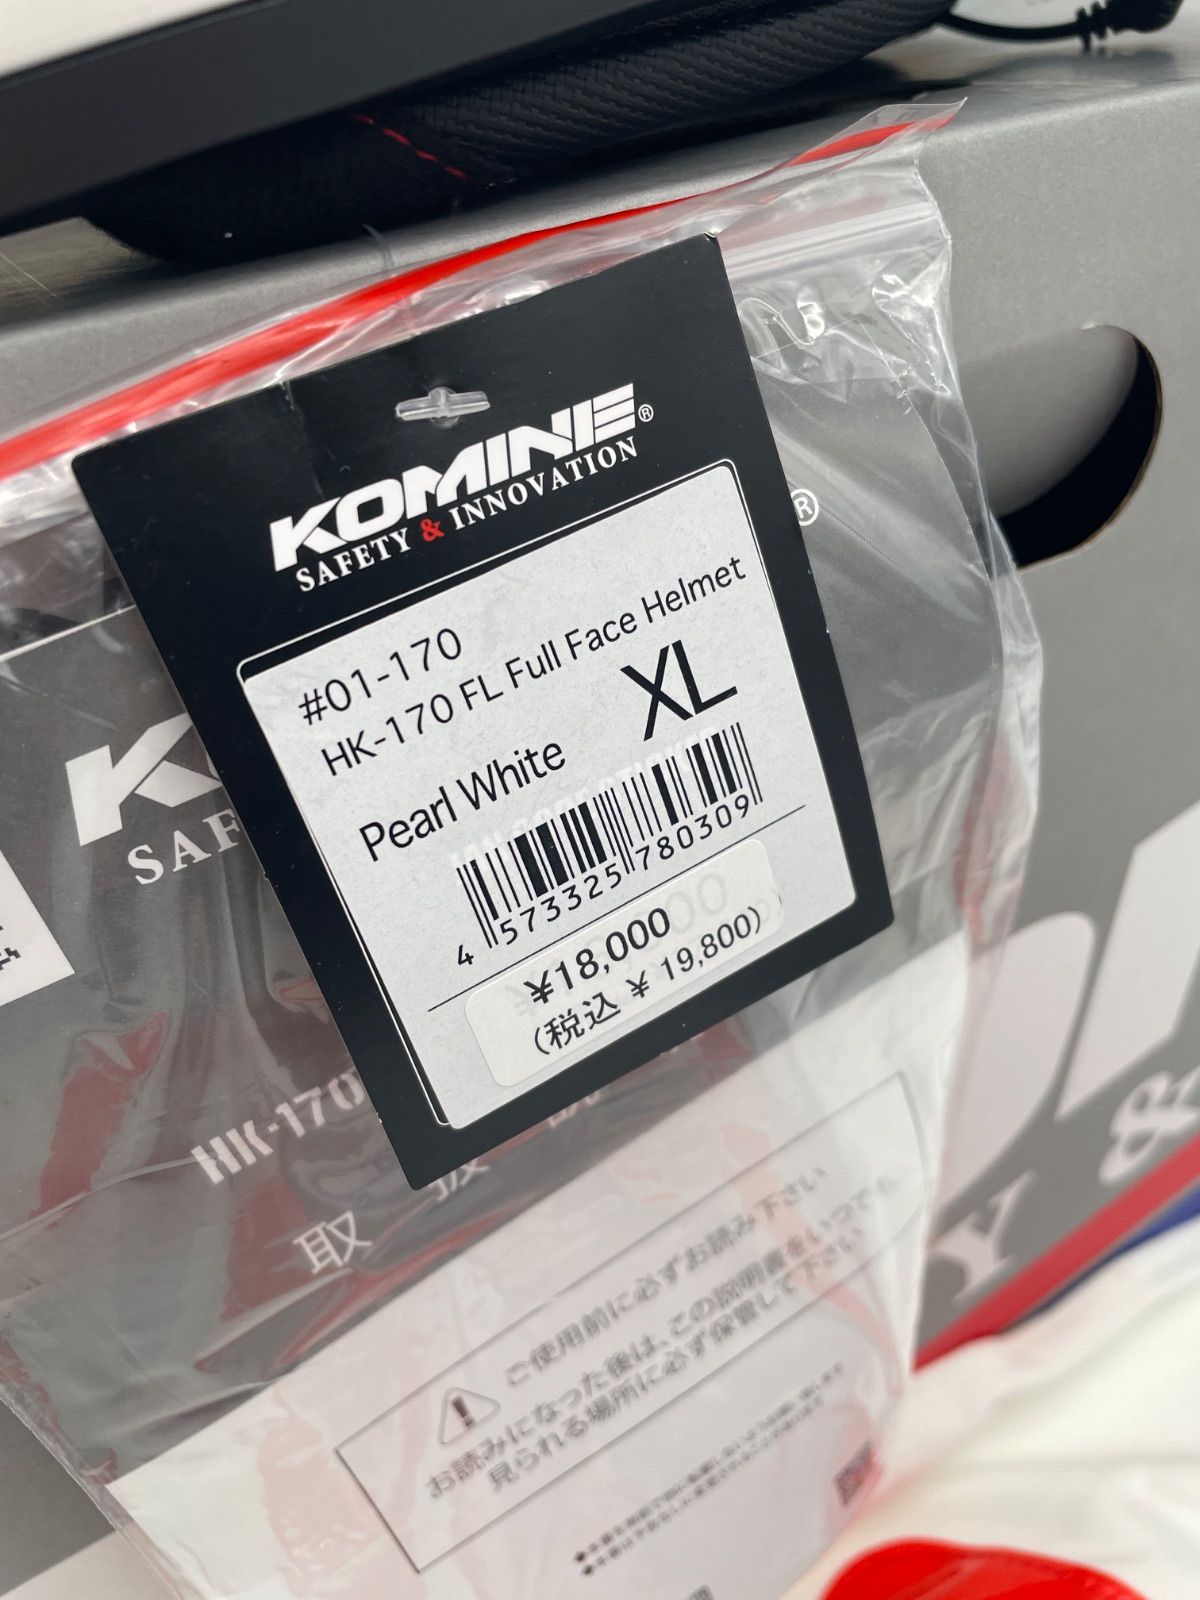 KOMINE®
SAFETY & INNOVATION
#01-170
HK-170 FL Full Face Helmet
Pearl White XL
4 573325 780309
¥18,000
(税込 ¥ 19,800)
®
K
SAF
HK-170
取 扱 説
ご使用前に必ずお読み下さい
お読みになった後は、この説明書をいつでも
見られる場所に必ず保管して下さい
Y &